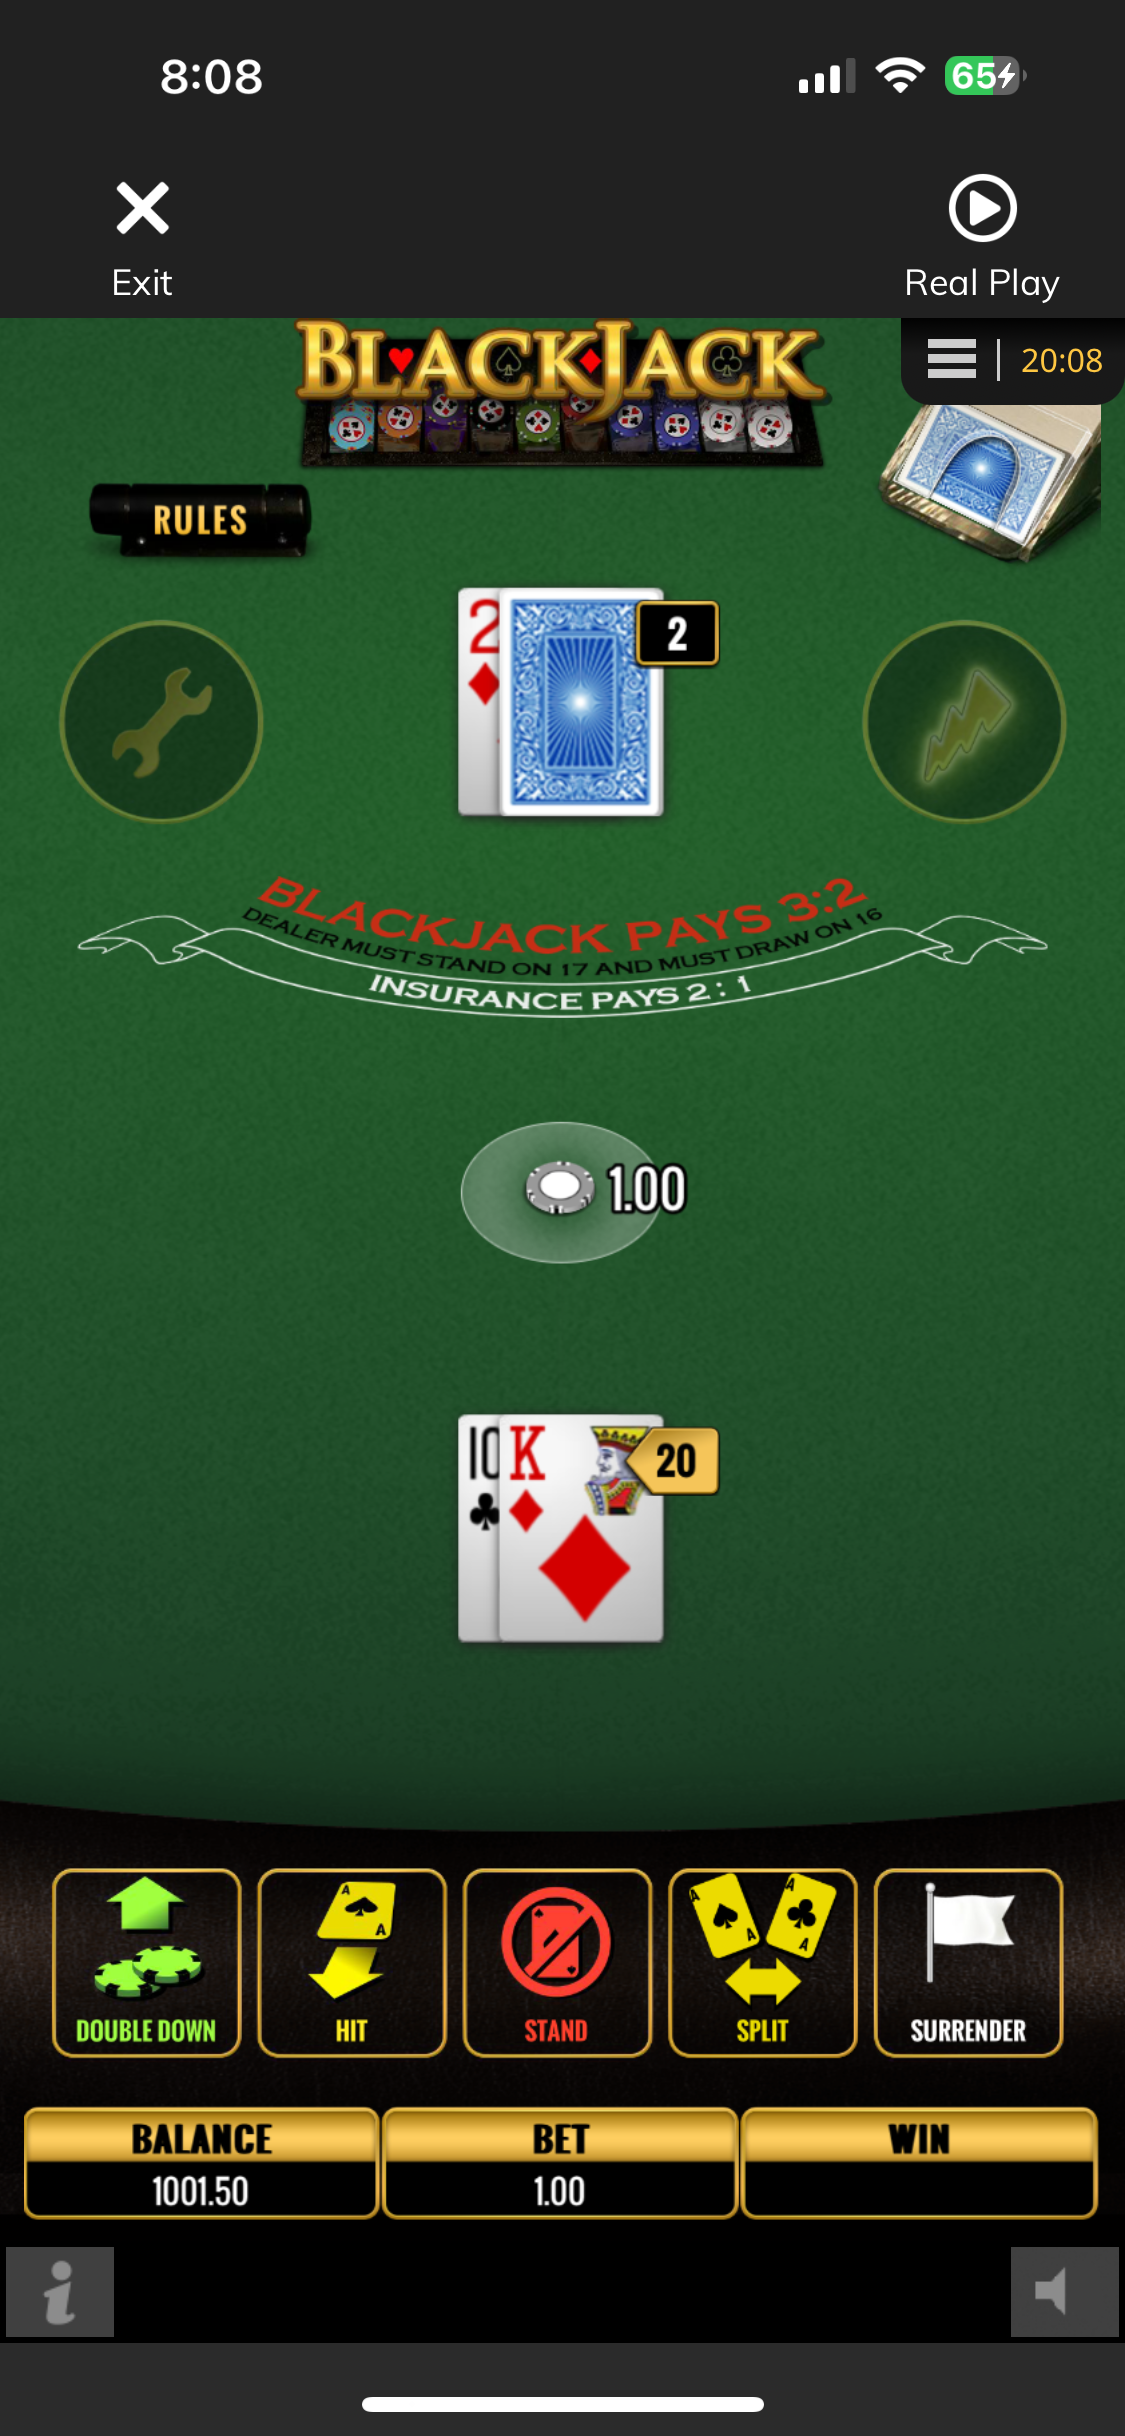 8:08
65
Exit
Real Play
BLACKJACK
20:08
RULES
2
2
BLACKJACK PAYS 3:2
DEALER MUST STAND ON 17 AND MUST DRAW ON 16
INSURANCE PAYS 2:1
1.00
10
K
20
A
A
A
A
A
A
DOUBLE DOWN
HIT
STAND
SPLIT
SURRENDER
BALANCE
BET
WIN
1001.50
1.00
i